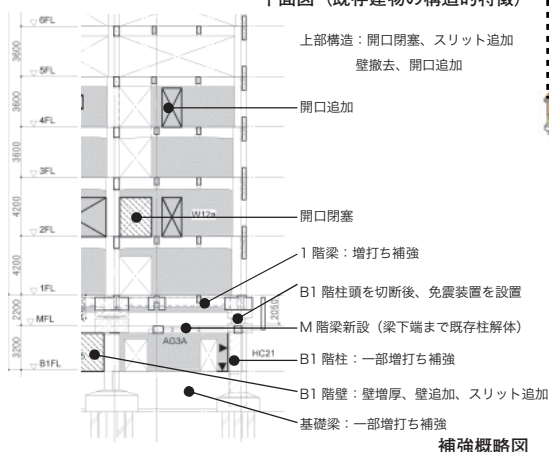 平面図（既存建物の構造的特徴）
上部構造：開口閉塞、スリット追加
壁撤去、開口追加
6FL
3600
5FL
3600
開口追加
4FL
3600
3FL
4200
W12a
開口閉塞
2FL
4200
1階梁：増打ち補強
1FL
B1階柱頭を切断後、免震装置を設置
2200
2050
MFL
M階梁新設（梁下端まで既存柱解体）
AG3A
3200
HC21
B1階柱：一部増打ち補強
B1FL
B1階壁：壁増厚、壁追加、スリット追加
基礎梁：一部増打ち補強
補強概略図